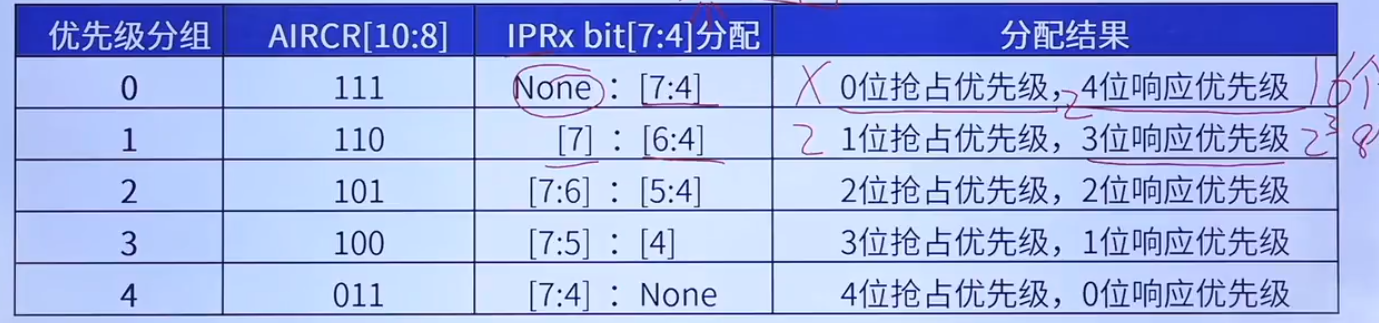 优先级分组 AIRCR[10:8] IPRx bit[7:4]分配 分配结果
0 111 None : [7:4] X 0位抢占优先级，4位响应优先级 16个
1 110 [7] : [6:4] 2 1位抢占优先级，3位响应优先级 2³ 8
2 101 [7:6] : [5:4] 2位抢占优先级，2位响应优先级
3 100 [7:5] : [4] 3位抢占优先级，1位响应优先级
4 011 [7:4] : None 4位抢占优先级，0位响应优先级